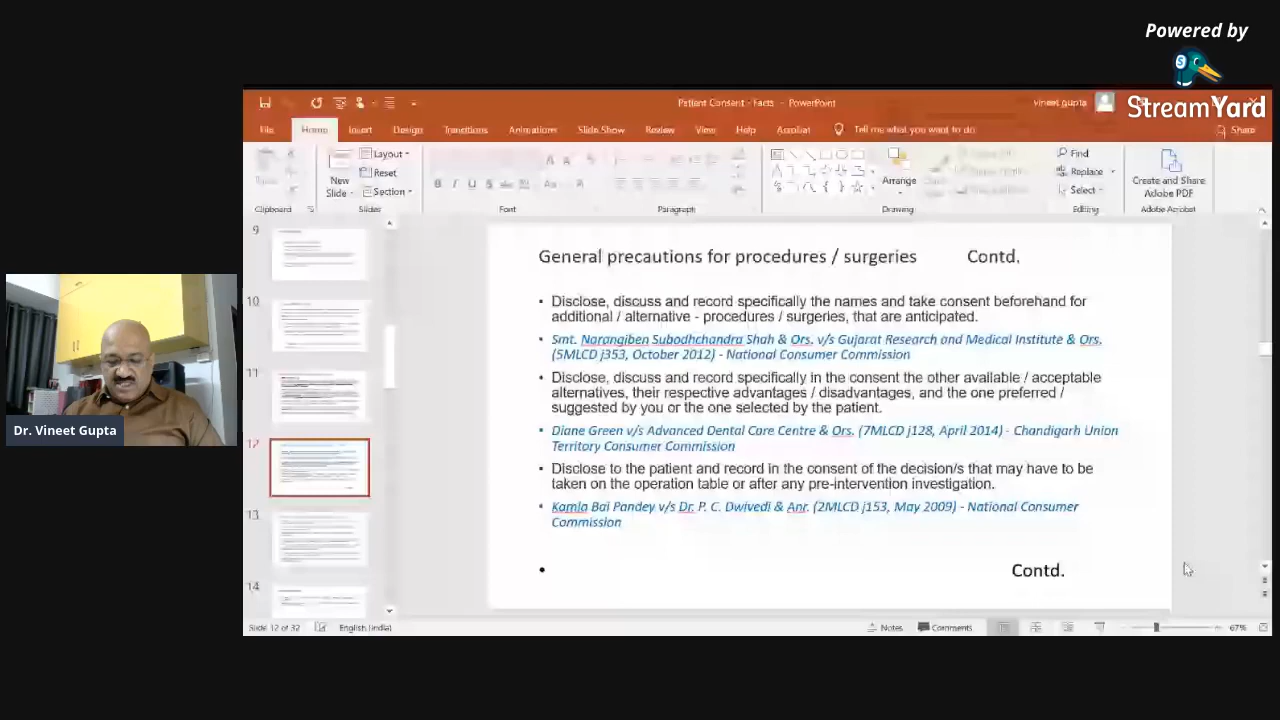 Powered by
StreamYard
Patient Consent - Facts - PowerPoint
vineet gupta
File Home Insert Design Transitions Animations Slide Show Review View Help Acrobat Tell me what you want to do
Share
New Slide
Layout
Reset
Section
Find
Replace
Select
Arrange
Create and Share
Adobe PDF
Clipboard Slides Font Paragraph Drawing Editing Adobe Acrobat
9
10
11
12
13
14
General precautions for procedures / surgeries Contd.
• Disclose, discuss and record specifically the names and take consent beforehand for
additional / alternative - procedures / surgeries, that are anticipated.
• Smt. Narangiben Subodhchandra Shah & Ors. v/s Gujarat Research and Medical Institute & Ors.
(5MLCD j353, October 2012) - National Consumer Commission
• Disclose, discuss and record specifically in the consent the other available / acceptable
alternatives, their respective advantages / disadvantages, and the one preferred /
suggested by you or the one selected by the patient.
• Diane Green v/s Advanced Dental Care Centre & Ors. (7MLCD j128, April 2014) - Chandigarh Union
Territory Consumer Commission
• Disclose to the patient and record in the consent of the decision/s that may have to be
taken on the operation table or after any pre-intervention investigation.
• Kamla Bai Pandey v/s Dr. P. C. Dwivedi & Anr. (2MLCD j153, May 2009) - National Consumer
Commission
• Contd.
Dr. Vineet Gupta
Slide 12 of 32 English (India)
Notes Comments 67%